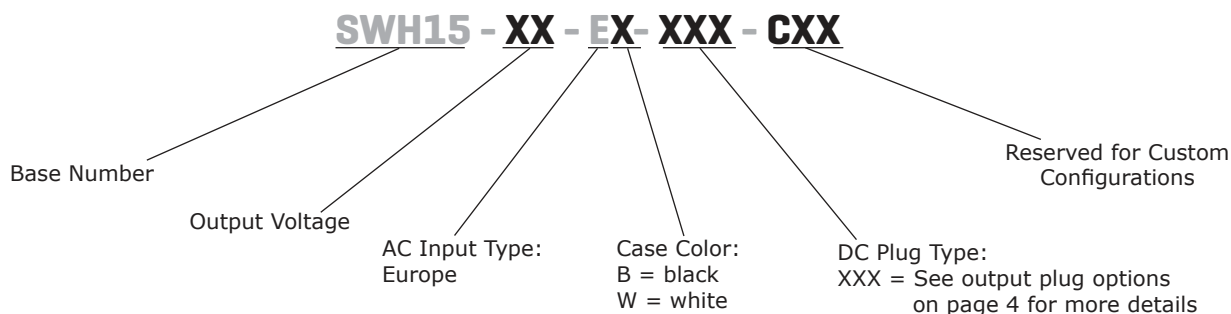 SWH15 - XX - EX- XXX - CXX
Base Number
Output Voltage
AC Input Type:
Europe
Case Color:
B = black
W = white
DC Plug Type:
XXX = See output plug options
on page 4 for more details
Reserved for Custom
Configurations